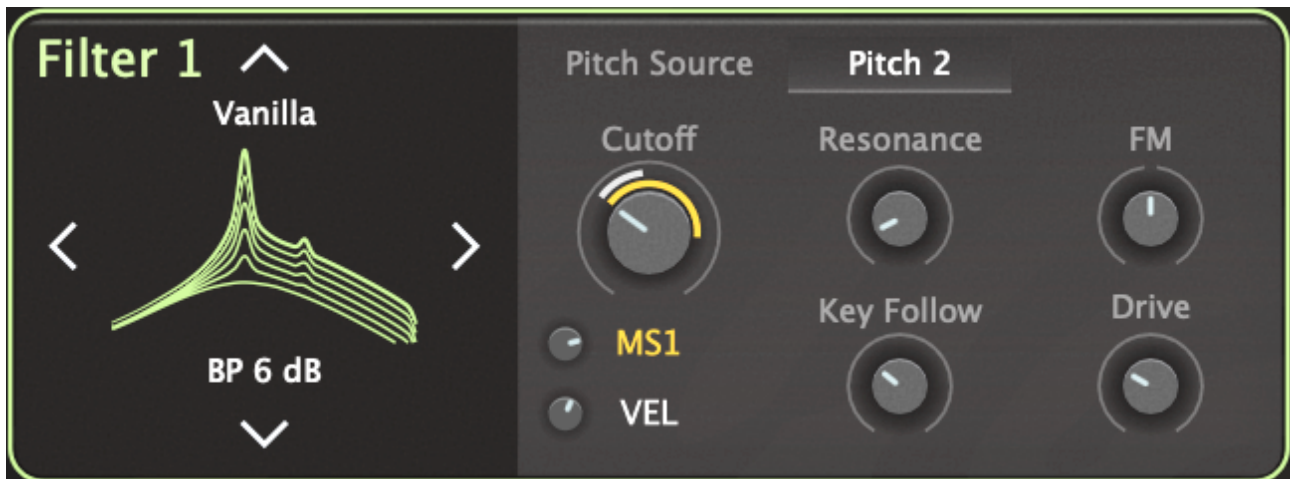 Filter 1
Vanilla
BP 6 dB
Pitch Source Pitch 2
Cutoff Resonance FM
Key Follow Drive
MS1
VEL